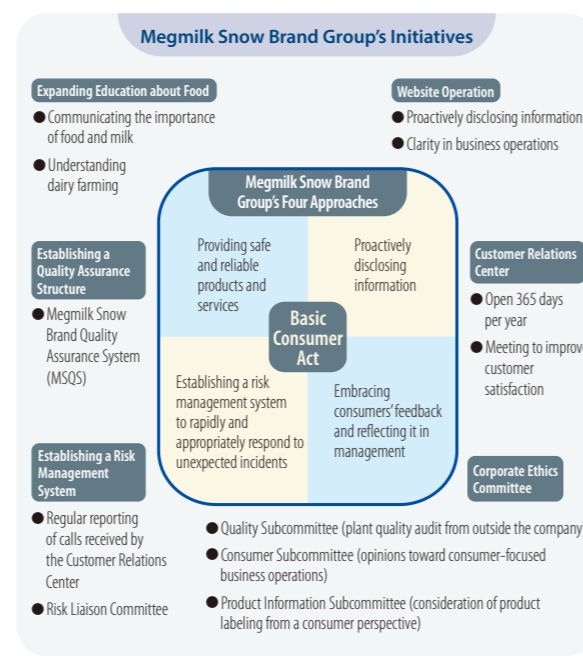 Megmilk Snow Brand Group's Initiatives
Expanding Education about Food
● Communicating the importance
of food and milk
● Understanding
dairy farming
Website Operation
● Proactively disclosing information
● Clarity in business operations
Megmilk Snow Brand
Group's Four Approaches
Providing safe
and reliable
products and
services
Proactively
disclosing
information
Basic
Consumer
Act
Establishing a risk
management system
to rapidly and
appropriately respond to
unexpected incidents
Embracing
consumers' feedback
and reflecting it in
management
Establishing a
Quality Assurance
Structure
● Megmilk Snow
Brand Quality
Assurance System
(MSQS)
Customer Relations
Center
● Open 365 days
per year
● Meeting to improve
customer
satisfaction
Establishing a Risk
Management
System
● Regular reporting
of calls received by
the Customer Relations
Center
● Risk Liaison Committee
Corporate Ethics
Committee
● Quality Subcommittee (plant quality audit from outside the company)
● Consumer Subcommittee (opinions toward consumer-focused
business operations)
● Product Information Subcommittee (consideration of product
labeling from a consumer perspective)